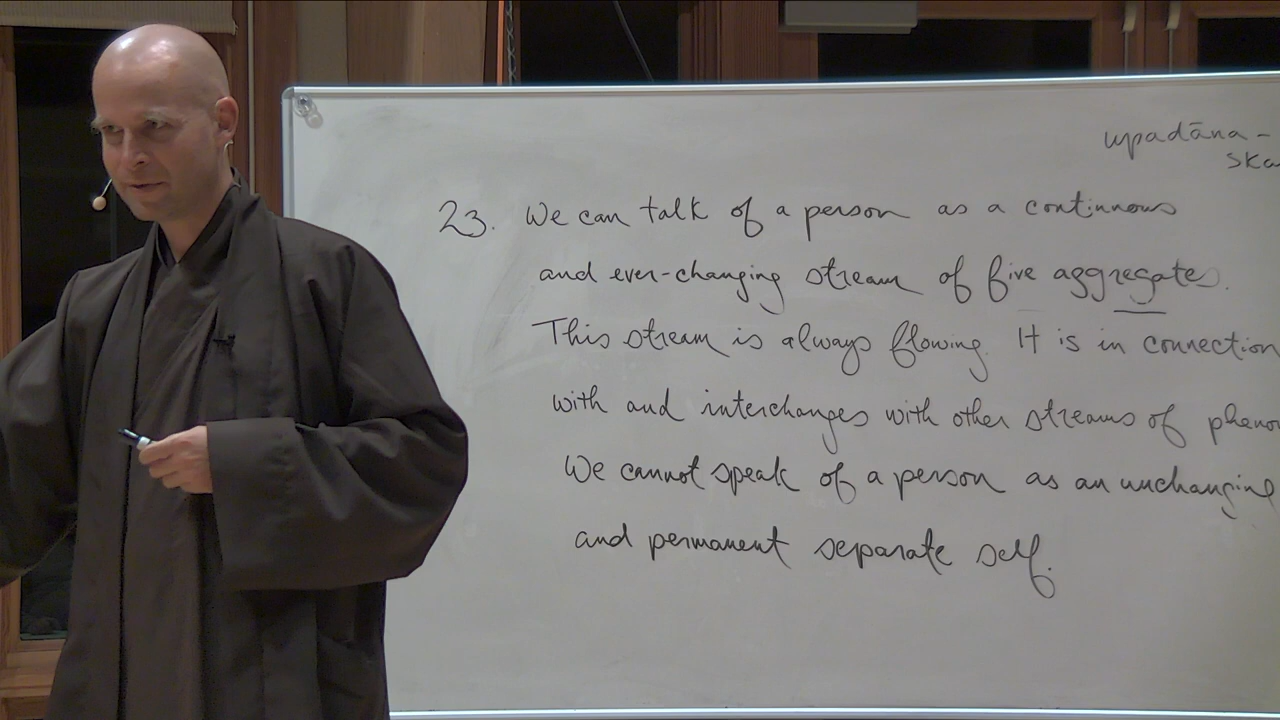 upadāna -
ska
23. We can talk of a person as a continuous
and ever-changing stream of five aggregates.
This stream is always flowing. It is in connection
with and interchanges with other streams of pheno
We cannot speak of a person as an unchanging
and permanent separate self.